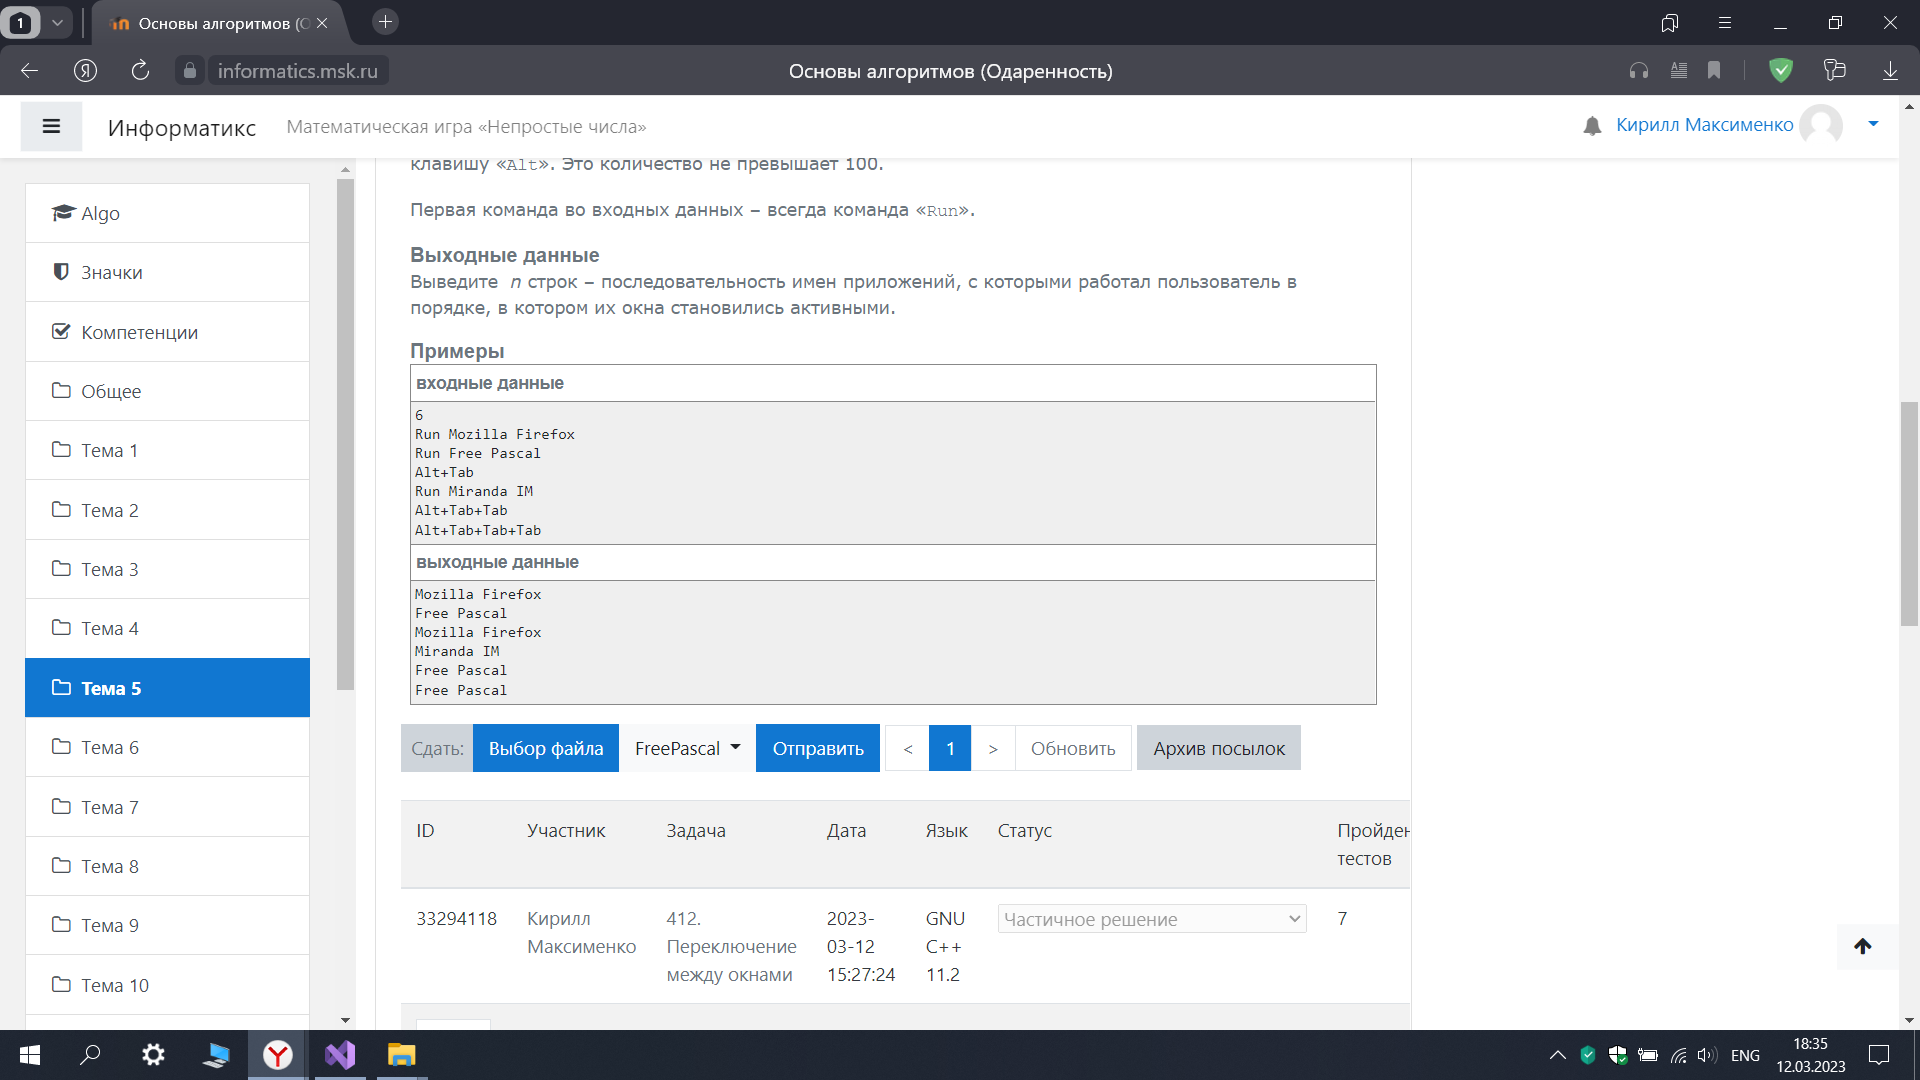 1
Основы алгоритмов (О
informatics.msk.ru
Основы алгоритмов (Одаренность)
Информатикс
Математическая игра «Непростые числа»
Кирилл Максименко
Algo
Значки
Компетенции
Общее
Тема 1
Тема 2
Тема 3
Тема 4
Тема 5
Тема 6
Тема 7
Тема 8
Тема 9
Тема 10
клавишу «Alt». Это количество не превышает 100.
Первая команда во входных данных – всегда команда «Run».
Выходные данные
Выведите n строк – последовательность имен приложений, с которыми работал пользователь в
порядке, в котором их окна становились активными.
Примеры
входные данные
6
Run Mozilla Firefox
Run Free Pascal
Alt+Tab
Run Miranda IM
Alt+Tab+Tab
Alt+Tab+Tab+Tab
выходные данные
Mozilla Firefox
Free Pascal
Mozilla Firefox
Miranda IM
Free Pascal
Free Pascal
Сдать: Выбор файла FreePascal Отправить < 1 > Обновить Архив посылок
ID Участник Задача Дата Язык Статус Пройден
тестов
33294118 Кирилл 412. 2023- GNU Частичное решение 7
Максименко Переключение 03-12 C++
между окнами 15:27:24 11.2
ENG
18:35
12.03.2023